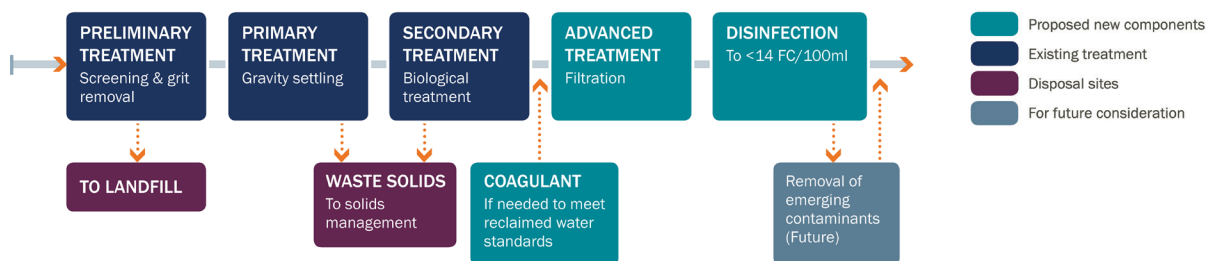 PRELIMINARY
TREATMENT
Screening & grit
removal
PRIMARY
TREATMENT
Gravity settling
SECONDARY
TREATMENT
Biological
treatment
ADVANCED
TREATMENT
Filtration
DISINFECTION
To <14 FC/100ml
Proposed new components
Existing treatment
Disposal sites
For future consideration
TO LANDFILL
WASTE SOLIDS
To solids
management
COAGULANT
If needed to meet
reclaimed water
standards
Removal of
emerging
contaminants
(Future)